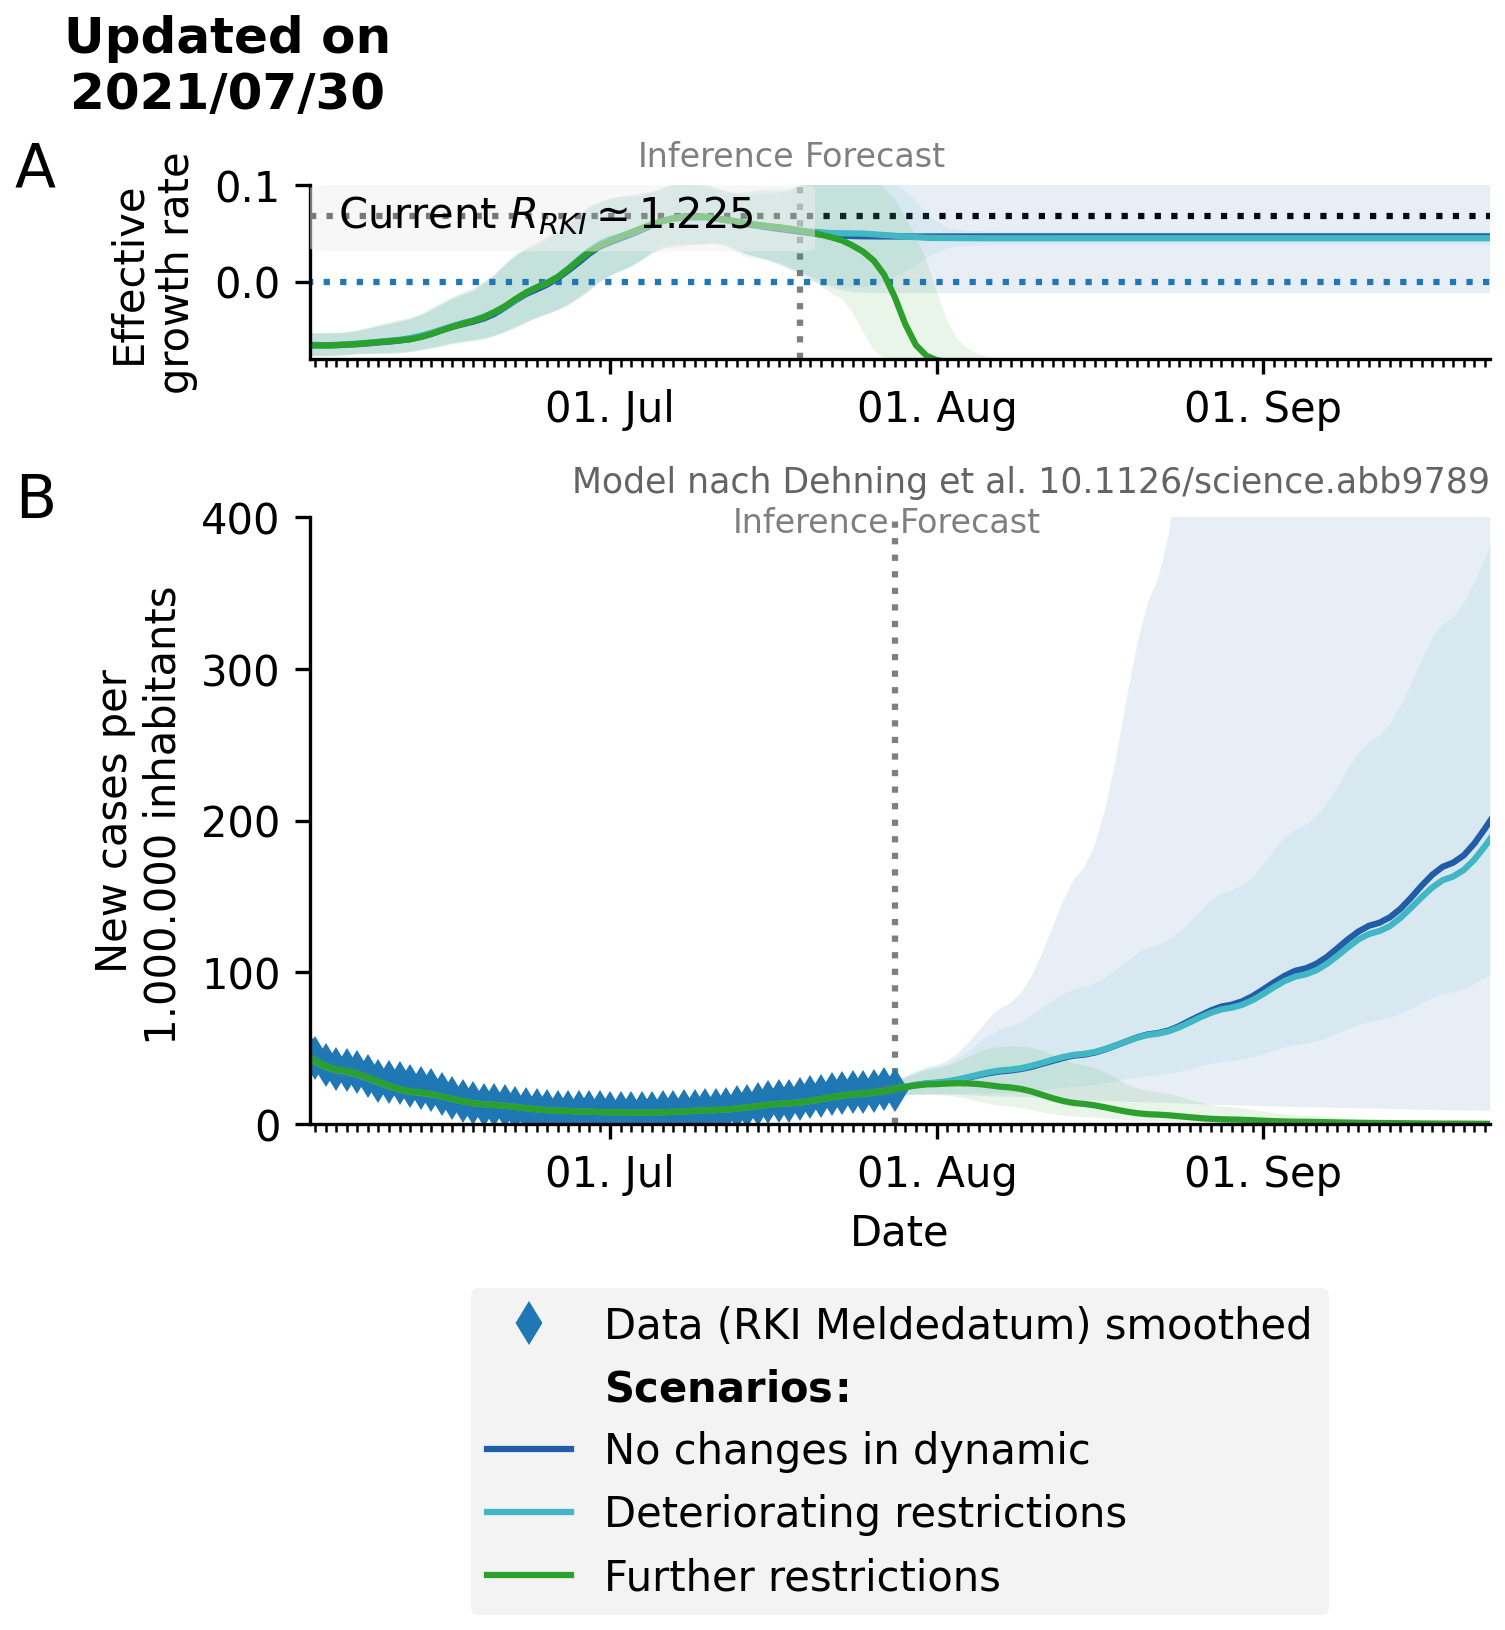 Updated on
2021/07/30
A
Inference Forecast
Effective
growth rate
0.1
0.0
Current R_RKI ≃ 1.225
01. Jul
01. Aug
01. Sep
B
Model nach Dehning et al. 10.1126/science.abb9789
Inference Forecast
New cases per
1.000.000 inhabitants
400
300
200
100
0
01. Jul
01. Aug
01. Sep
Date
Data (RKI Meldedatum) smoothed
Scenarios:
No changes in dynamic
Deteriorating restrictions
Further restrictions